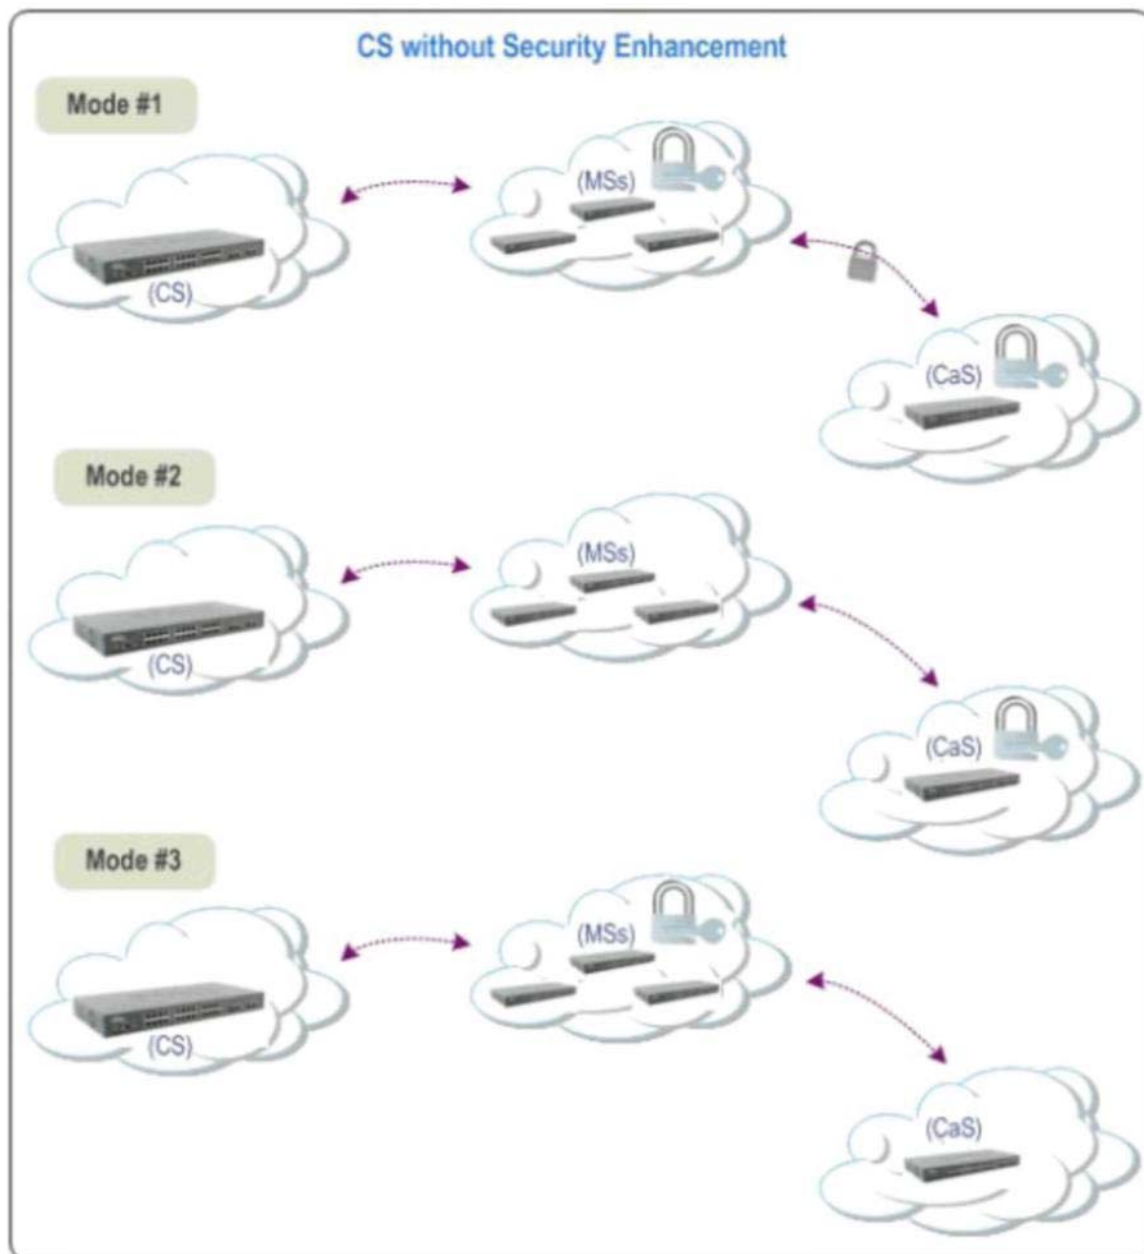 CS without Security Enhancement
Mode #1
(MSs)
(CS)
(CaS)
Mode #2
(MSs)
(CS)
(CaS)
Mode #3
(MSs)
(CS)
(CaS)